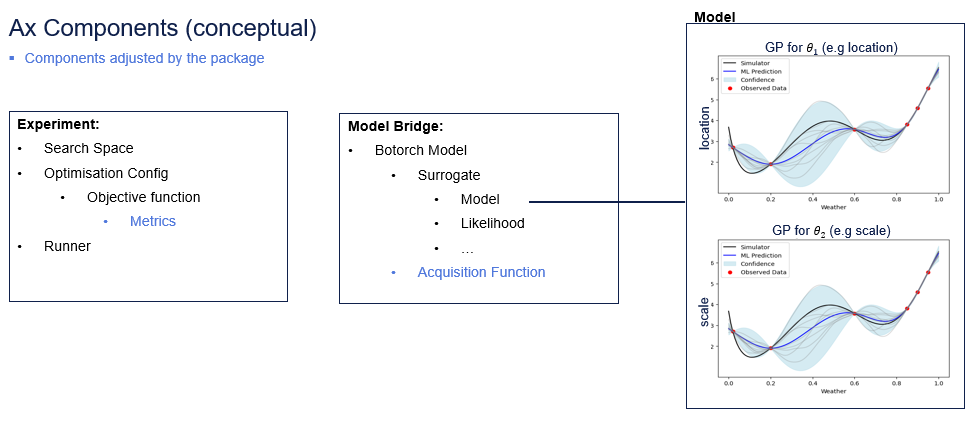 Ax Components (conceptual)
▪ Components adjusted by the package
Experiment:
• Search Space
• Optimisation Config
• Objective function
• Metrics
• Runner
Model Bridge:
• Botorch Model
• Surrogate
• Model
• Likelihood
• ...
• Acquisition Function
Model
GP for θ₁ (e.g location)
Simulator
ML Prediction
Confidence
Observed Data
location
6
5
4
3
2
0.0 0.2 0.4 0.6 0.8 1.0
Weather
GP for θ₂ (e.g scale)
Simulator
ML Prediction
Confidence
Observed Data
scale
6
5
4
3
2
0.0 0.2 0.4 0.6 0.8 1.0
Weather